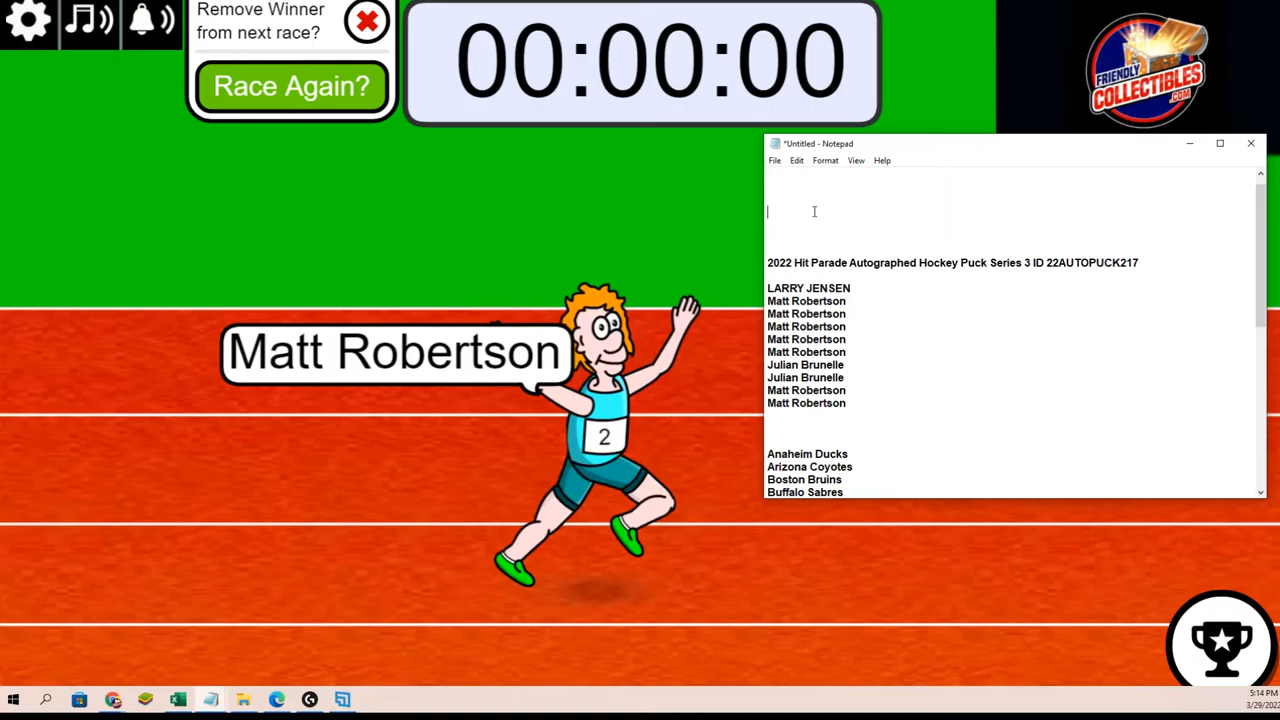 Remove Winner
from next race?
Race Again?
00:00:00
FRIENDLY
COLLECTIBLES
.COM
*Untitled - Notepad
File Edit Format View Help
2022 Hit Parade Autographed Hockey Puck Series 3 ID 22AUTOPUCK217
LARRY JENSEN
Matt Robertson
Matt Robertson
Matt Robertson
Matt Robertson
Matt Robertson
Julian Brunelle
Julian Brunelle
Matt Robertson
Matt Robertson
Anaheim Ducks
Arizona Coyotes
Boston Bruins
Buffalo Sabres
Matt Robertson
2
5:14 PM
3/29/2022